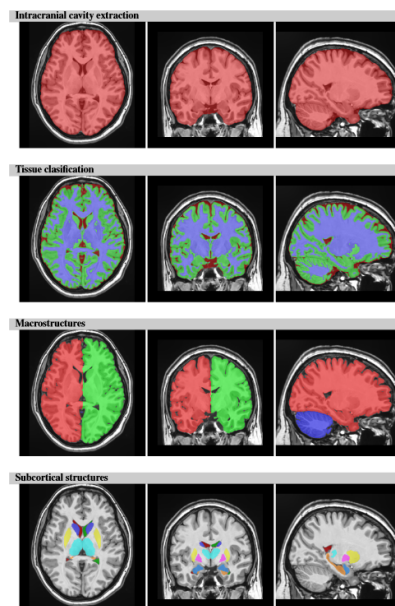 Intracranial cavity extraction
Tissue clasification
Macrostructures
Subcortical structures